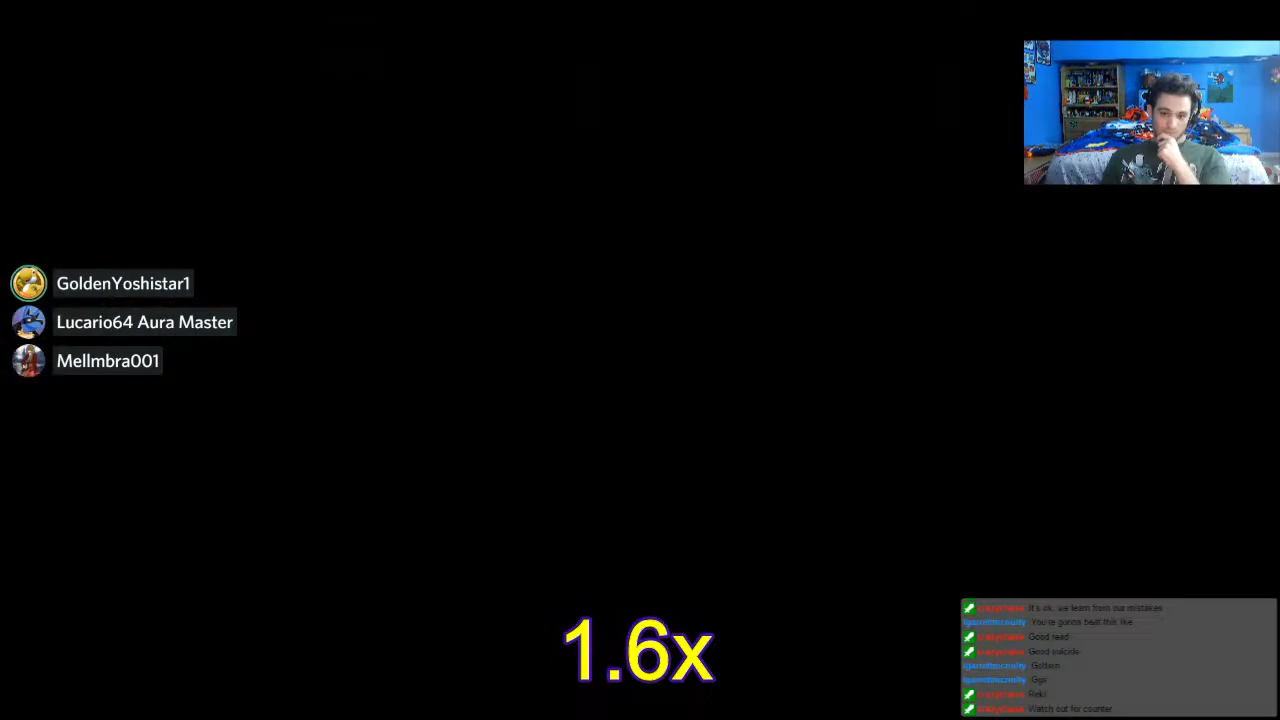 GoldenYoshistar1
Lucario64 Aura Master
Mellmbra001
1.6x
It's ok, we learn from our mistakes
You're gonna beat this
Good read
Good suicide
Gottem
Ggs
Rekt
Watch out for counter